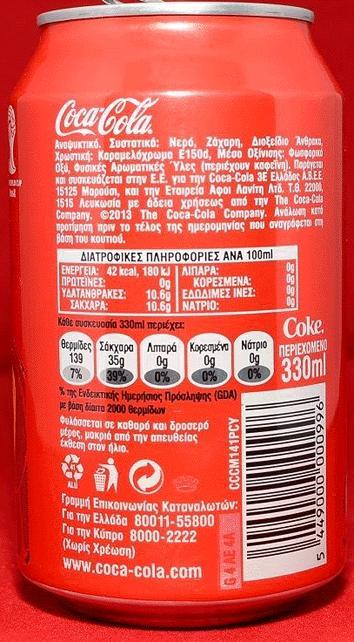 Coca-Cola
Αναψυκτικό. Συστατικά: Νερό, Ζάχαρη, Διοξείδιο Άνθρακα,
Χρωστική: Καραμελόχρωμα E150d, Μέσο Οξίνισης: Φωσφορικό
Οξύ, Φυσικές Αρωματικές Ύλες (περιέχουν καφεΐνη). Παράγεται
και συσκευάζεται στην Ε.Ε. για την Coca-Cola 3E Ελλάδος Α.Β.Ε.Ε.
15125 Μαρούσι, και την Εταιρεία Αφοι Λανίτη Λτδ. Τ.Θ. 22000,
1515 Λευκωσία με άδεια χρήσεως από την The Coca-Cola
Company. ©2013 The Coca-Cola Company. Ανάλωση κατά
προτίμηση πριν το τέλος της ημερομηνίας που αναγράφεται στη
βάση του κουτιού.
ΔΙΑΤΡΟΦΙΚΕΣ ΠΛΗΡΟΦΟΡΙΕΣ ΑΝΑ 100ml
ΕΝΕΡΓΕΙΑ: 42 kcal, 180 kJ ΛΙΠΑΡΑ: 0g
ΠΡΩΤΕΪΝΕΣ: 0g ΚΟΡΕΣΜΕΝΑ: 0g
ΥΔΑΤΑΝΘΡΑΚΕΣ: 10.6g ΕΔΩΔΙΜΕΣ ΙΝΕΣ: 0g
ΣΑΚΧΑΡΑ: 10.6g ΝΑΤΡΙΟ: 0g
Κάθε συσκευασία 330ml περιέχει:
Θερμίδες Σάκχαρα Λιπαρά Κορεσμένα Νάτριο
139 35g 0g 0g 0g
7% 39% 0% 0% 0%
Coke.
ΠΕΡΙΕΧΟΜΕΝΟ
330ml
% της Ενδεικτικής Ημερήσιας Πρόσληψης (GDA)
με βάση δίαιτα 2000 θερμίδων
Φυλάσσεται σε καθαρό και δροσερό
μέρος, μακριά από την απευθείας
έκθεση στον ήλιο.
41
ALU
Γραμμή Επικοινωνίας Καταναλωτών:
Για την Ελλάδα 80011-55800
Για την Κύπρο 8000-2222
(Χωρίς Χρέωση)
www.coca-cola.com
CCCM141PCY
G 4/AE 4A
5 449000 000996